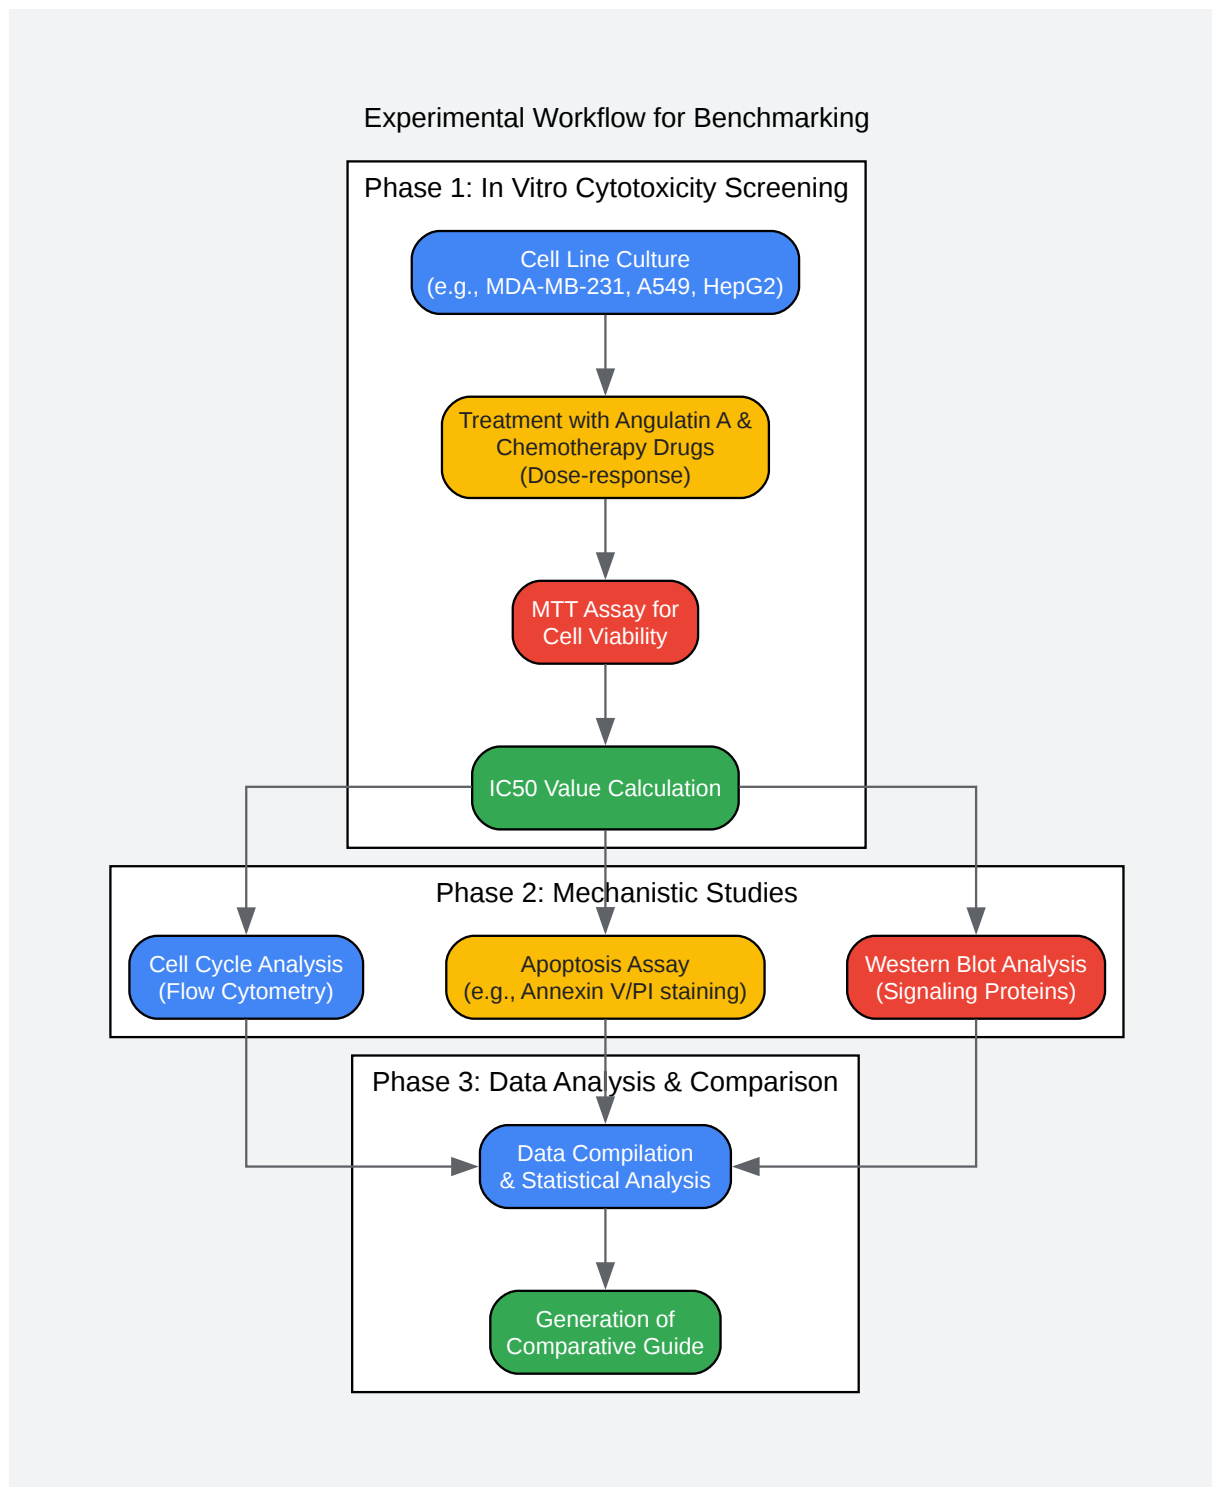 Experimental Workflow for Benchmarking
Phase 1: In Vitro Cytotoxicity Screening
Cell Line Culture
(e.g., MDA-MB-231, A549, HepG2)
Treatment with Angulatin A &
Chemotherapy Drugs
(Dose-response)
MTT Assay for
Cell Viability
IC50 Value Calculation
Phase 2: Mechanistic Studies
Cell Cycle Analysis
(Flow Cytometry)
Apoptosis Assay
(e.g., Annexin V/PI staining)
Western Blot Analysis
(Signaling Proteins)
Phase 3: Data Analysis & Comparison
Data Compilation
& Statistical Analysis
Generation of
Comparative Guide